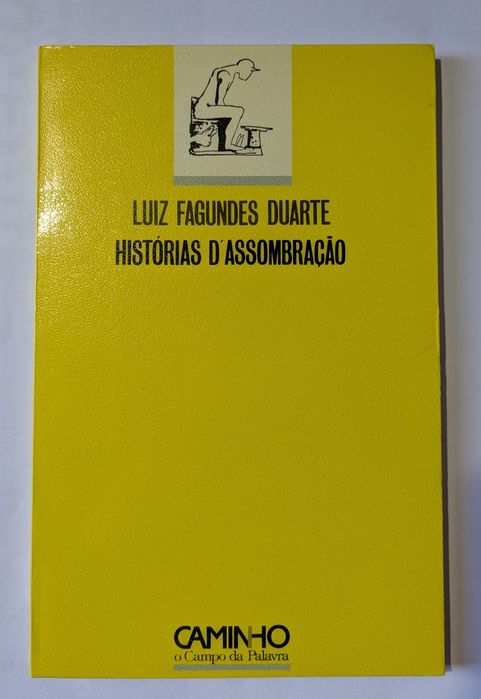 LUIZ FAGUNDES DUARTE
HISTÓRIAS D'ASSOMBRAÇÃO
CAMINHO
o Campo da Palavra